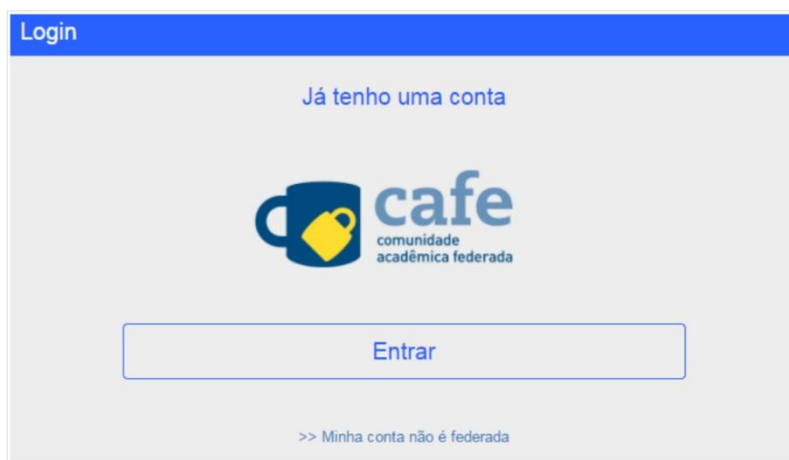 Login
Já tenho uma conta
cafe
comunidade
acadêmica federada
Entrar
>> Minha conta não é federada